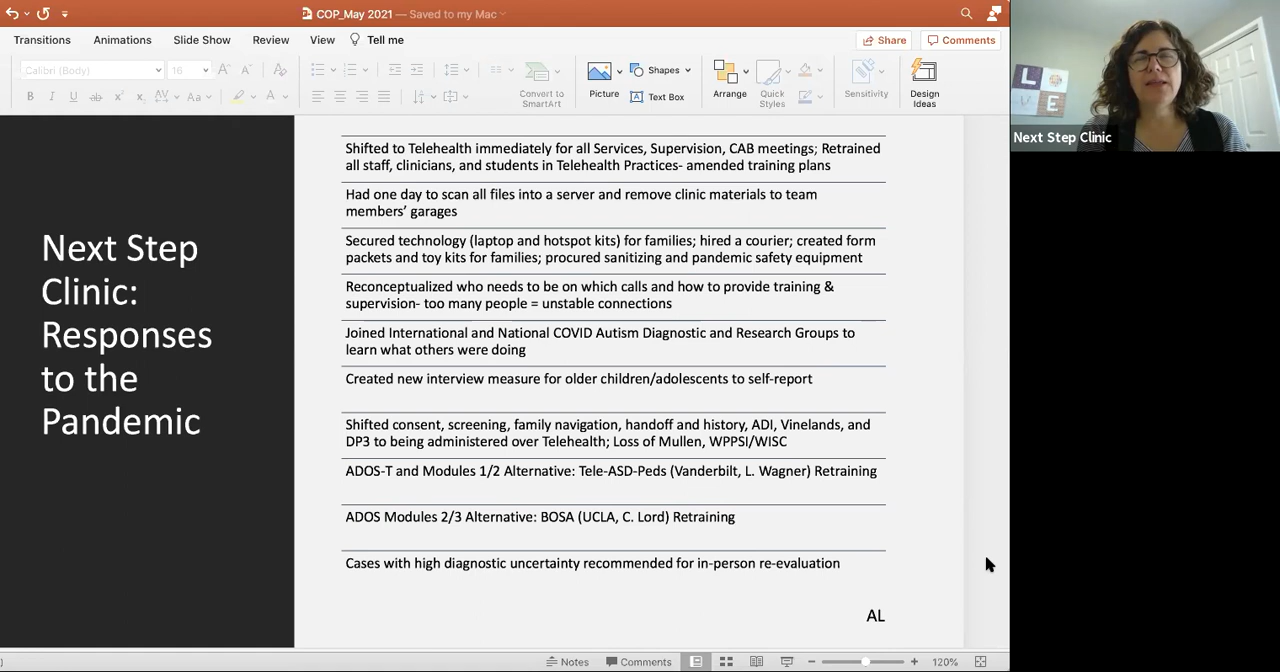 COP_May 2021 — Saved to my Mac
Transitions Animations Slide Show Review View Tell me Share Comments
Calibri (Body) 16
Convert to SmartArt
Picture
Shapes
Text Box
Arrange
Quick Styles
Sensitivity
Design Ideas
Next Step Clinic
L
V E
Next Step
Clinic:
Responses
to the
Pandemic
Shifted to Telehealth immediately for all Services, Supervision, CAB meetings; Retrained
all staff, clinicians, and students in Telehealth Practices- amended training plans
Had one day to scan all files into a server and remove clinic materials to team
members’ garages
Secured technology (laptop and hotspot kits) for families; hired a courier; created form
packets and toy kits for families; procured sanitizing and pandemic safety equipment
Reconceptualized who needs to be on which calls and how to provide training &
supervision- too many people = unstable connections
Joined International and National COVID Autism Diagnostic and Research Groups to
learn what others were doing
Created new interview measure for older children/adolescents to self-report
Shifted consent, screening, family navigation, handoff and history, ADI, Vinelands, and
DP3 to being administered over Telehealth; Loss of Mullen, WPPSI/WISC
ADOS-T and Modules 1/2 Alternative: Tele-ASD-Peds (Vanderbilt, L. Wagner) Retraining
ADOS Modules 2/3 Alternative: BOSA (UCLA, C. Lord) Retraining
Cases with high diagnostic uncertainty recommended for in-person re-evaluation
AL
Notes Comments 120%